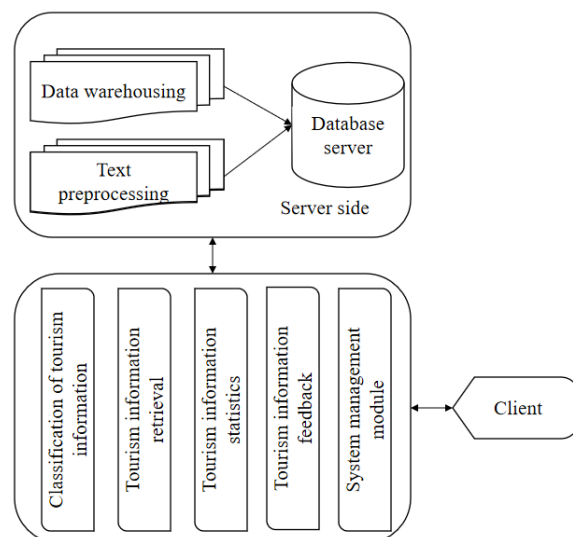 Data warehousing
Text
preprocessing
Database
server
Server side
Classification of tourism
information
Tourism information
retrieval
Tourism information
statistics
Tourism information
feedback
System management
module
Client